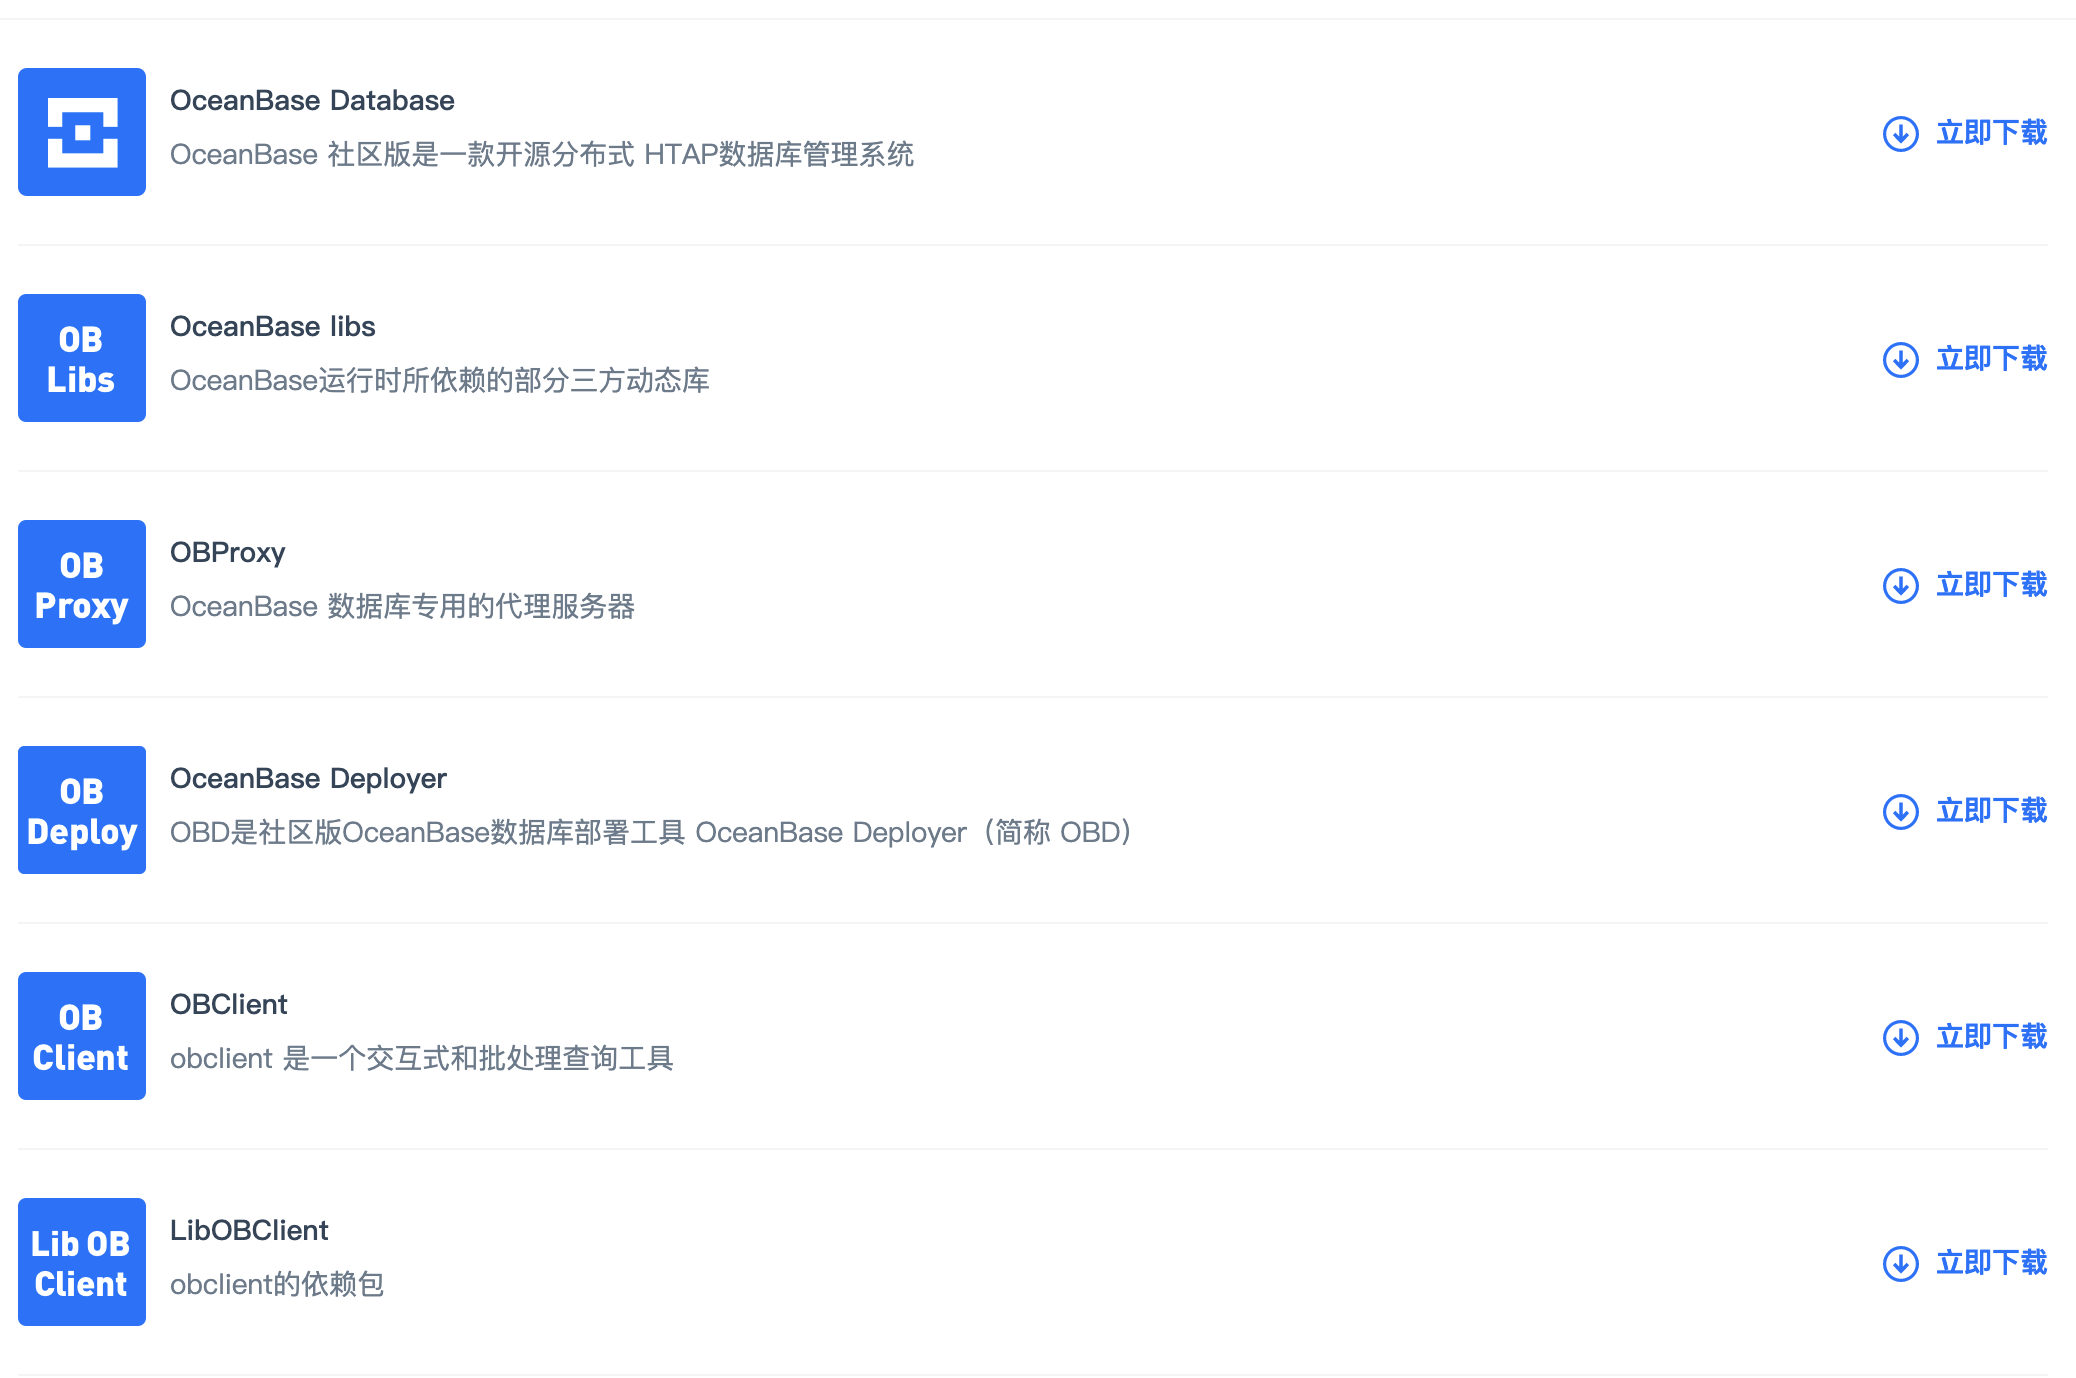 OceanBase Database
OceanBase 社区版是一款开源分布式 HTAP数据库管理系统
立即下载
OB
Libs
OceanBase libs
OceanBase运行时所依赖的部分三方动态库
立即下载
OB
Proxy
OBProxy
OceanBase 数据库专用的代理服务器
立即下载
OB
Deploy
OceanBase Deployer
OBD是社区版OceanBase数据库部署工具 OceanBase Deployer（简称 OBD）
立即下载
OB
Client
OBClient
obclient 是一个交互式和批处理查询工具
立即下载
Lib OB
Client
LibOBClient
obclient的依赖包
立即下载